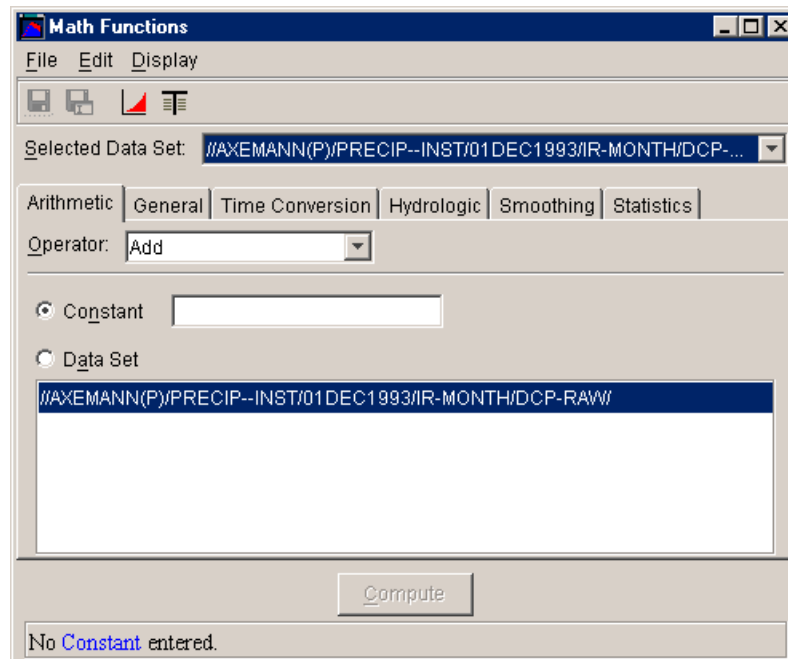 Math Functions
File Edit Display
Selected Data Set: //AXEMANN(P)/PRECIP--INST/01DEC1993/IR-MONTH/DCP-...
Arithmetic General Time Conversion Hydrologic Smoothing Statistics
Operator: Add
Constant
Data Set
//AXEMANN(P)/PRECIP--INST/01DEC1993/IR-MONTH/DCP-RAW/
Compute
No Constant entered.